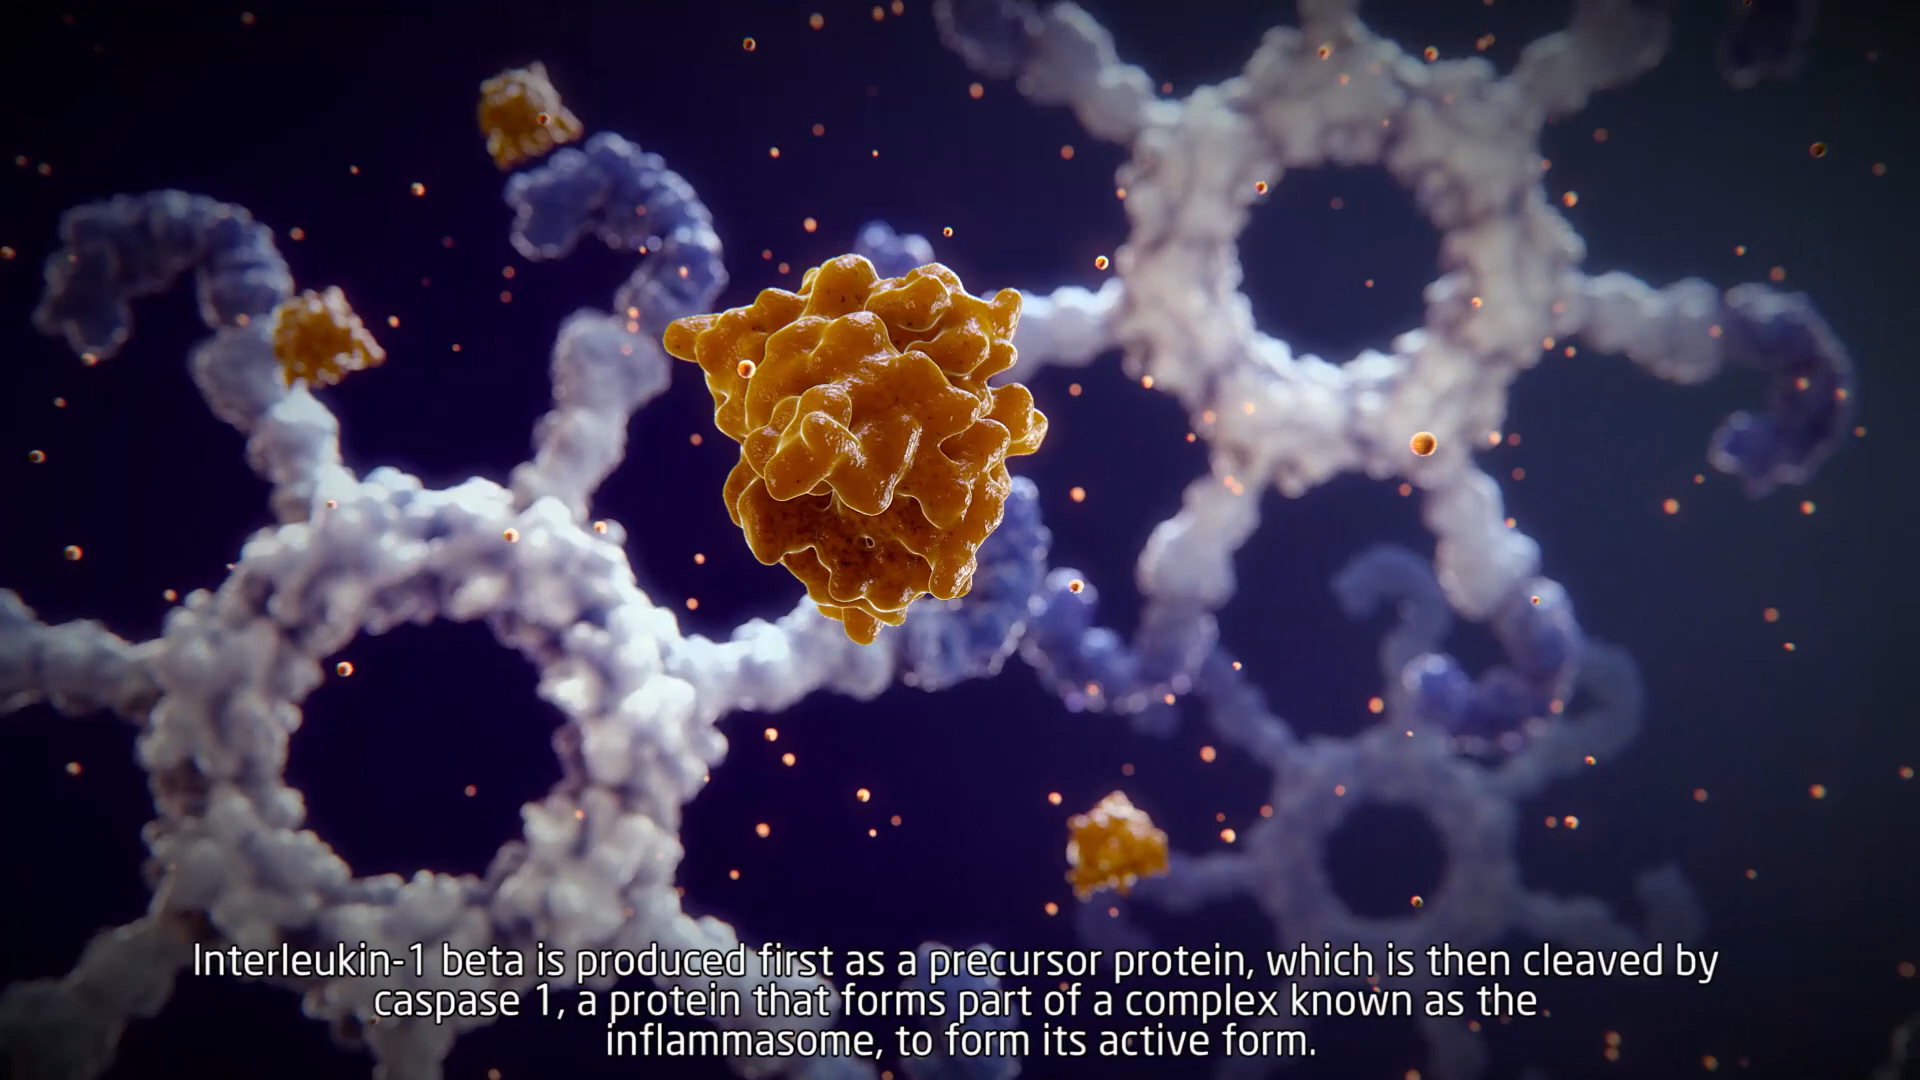 Interleukin-1 beta is produced first as a precursor protein, which is then cleaved by
caspase 1, a protein that forms part of a complex known as the
inflammasome, to form its active form.